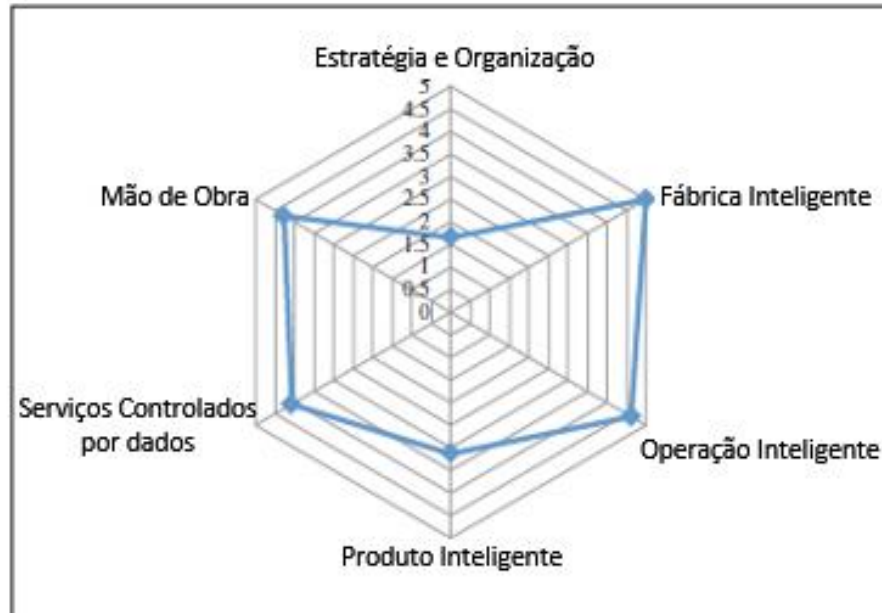 Estratégia e Organização
5
4.5
4
3.5
3
2.5
2
1.5
1
0.5
0
Mão de Obra
Fábrica Inteligente
Serviços Controlados
por dados
Operação Inteligente
Produto Inteligente